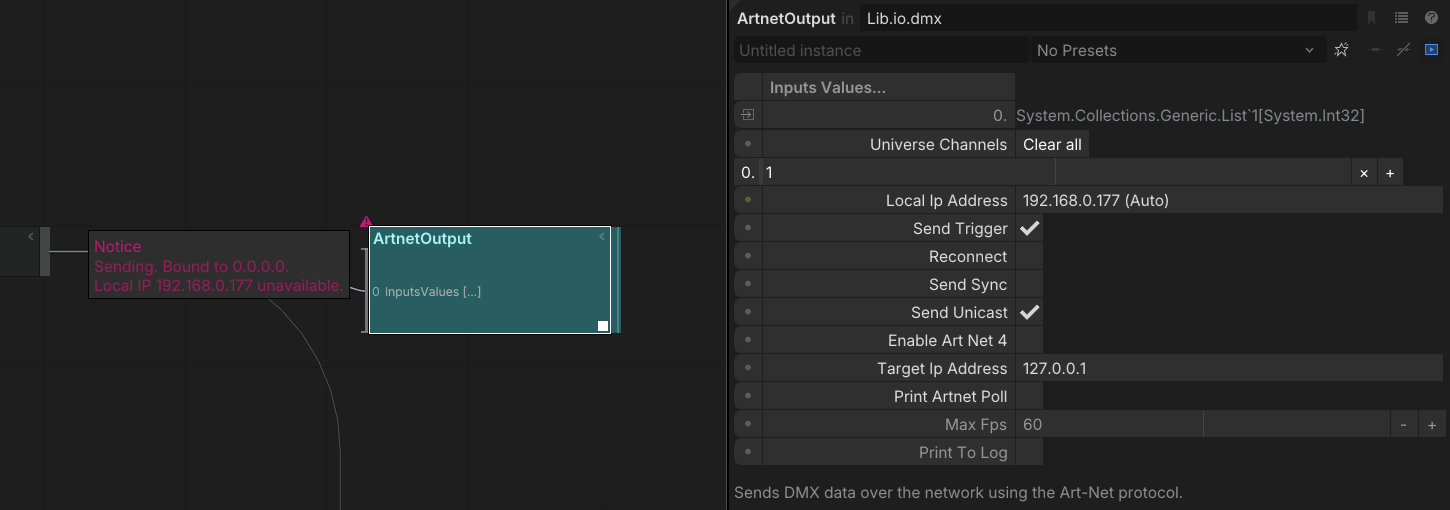 ArtnetOutput in Lib.io.dmx
Untitled instance No Presets
Inputs Values...
0. System.Collections.Generic.List`1[System.Int32]
Universe Channels Clear all
0. 1 × +
Local Ip Address 192.168.0.177 (Auto)
Send Trigger
Reconnect
Send Sync
Send Unicast
Enable Art Net 4
Target Ip Address 127.0.0.1
Print Artnet Poll
Max Fps 60 - +
Print To Log
Sends DMX data over the network using the Art-Net protocol.
Notice
Sending. Bound to 0.0.0.0.
Local IP 192.168.0.177 unavailable.
ArtnetOutput
0 InputsValues [...]